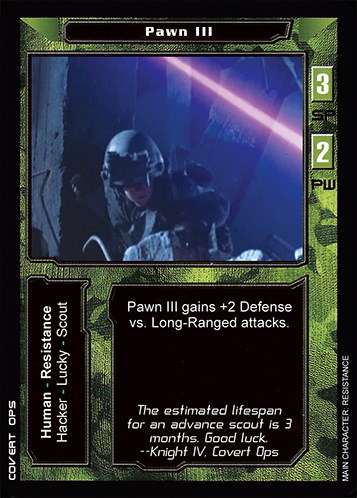 Pawn III
3
SP
2
PW
Human - Resistance
Hacker - Lucky - Scout
Pawn III gains +2 Defense
vs. Long-Ranged attacks.
The estimated lifespan
for an advance scout is 3
months. Good luck.
--Knight IV, Covert Ops
COVERT OPS
MAIN CHARACTER: RESISTANCE